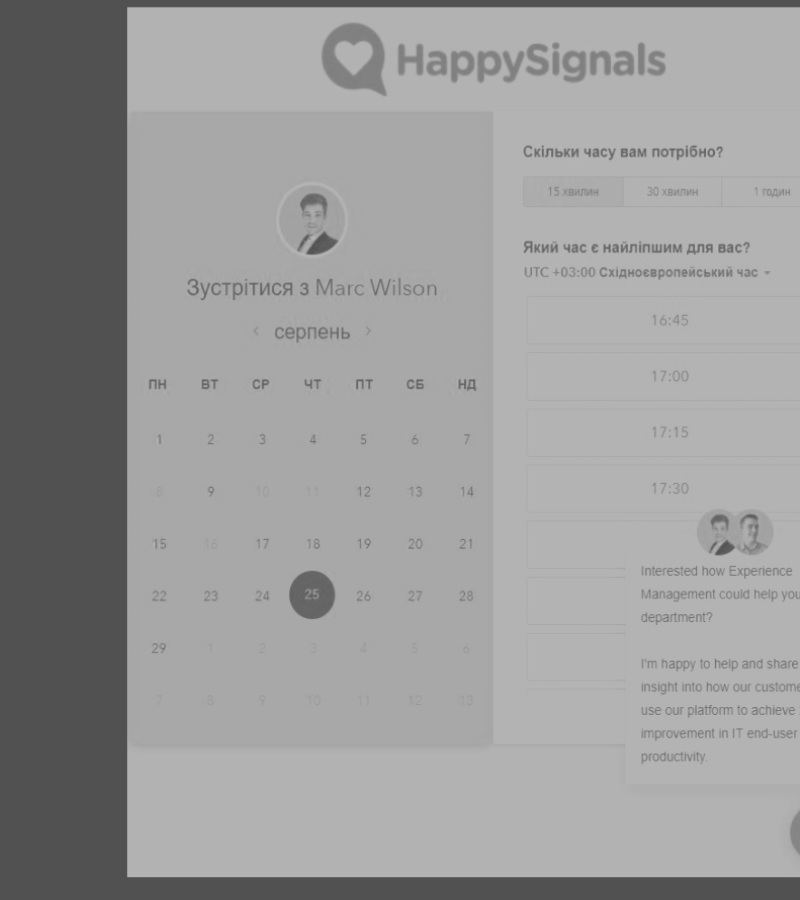 HappySignals
Зустрітися з Marc Wilson
серпень
ПН ВТ СР ЧТ ПТ СБ НД
1 2 3 4 5 6 7
8 9 10 11 12 13 14
15 16 17 18 19 20 21
22 23 24 25 26 27 28
29 1 2 3 4 5 6
7 8 9 10 11 12 13
Скільки часу вам потрібно?
15 хвилин 30 хвилин 1 годин
Який час є найліпшим для вас?
UTC +03:00 Східноєвропейський час
16:45
17:00
17:15
17:30
Interested how Experience
Management could help you
department?
I'm happy to help and share
insight into how our custome
use our platform to achieve
improvement in IT end-user
productivity.